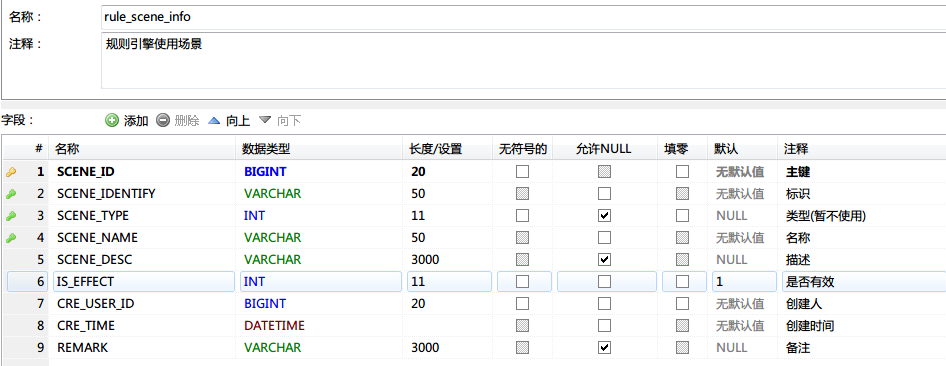 名称： rule_scene_info
注释： 规则引擎使用场景
字段： 添加 删除 向上 向下
# 名称 数据类型 长度/设置 无符号的 允许NULL 填零 默认 注释
1 SCENE_ID BIGINT 20 无默认值 主键
2 SCENE_IDENTIFY VARCHAR 50 无默认值 标识
3 SCENE_TYPE INT 11 NULL 类型(暂不使用)
4 SCENE_NAME VARCHAR 50 无默认值 名称
5 SCENE_DESC VARCHAR 3000 NULL 描述
6 IS_EFFECT INT 11 1 是否有效
7 CRE_USER_ID BIGINT 20 无默认值 创建人
8 CRE_TIME DATETIME 无默认值 创建时间
9 REMARK VARCHAR 3000 NULL 备注